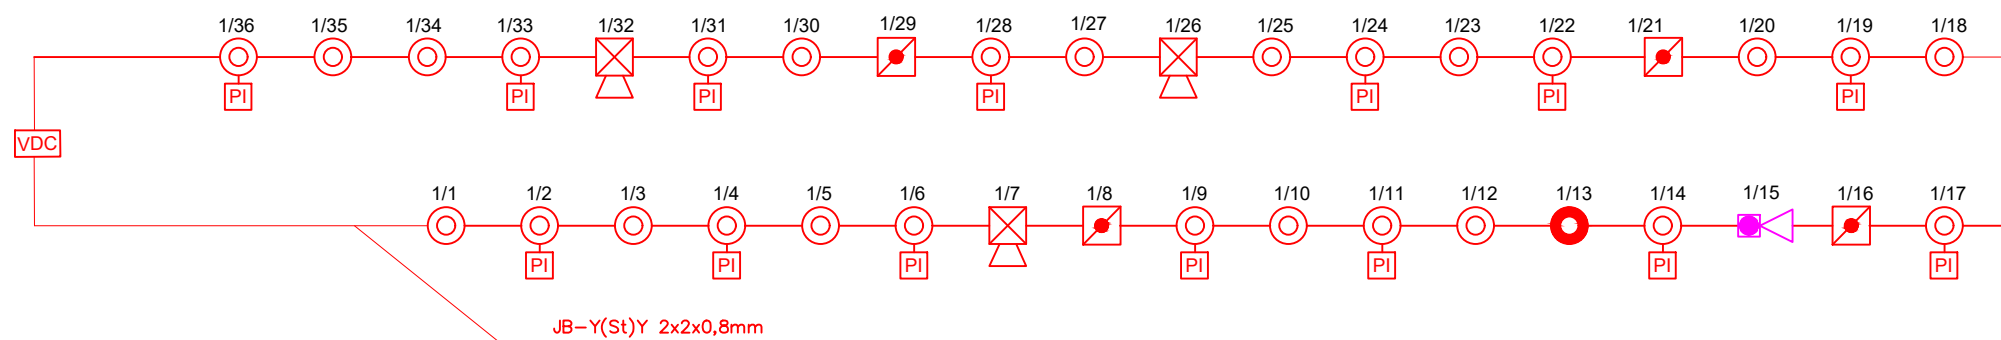 1/36 1/35 1/34 1/33 1/32 1/31 1/30 1/29 1/28 1/27 1/26 1/25 1/24 1/23 1/22 1/21 1/20 1/19 1/18
PI PI PI PI PI PI PI
VDC
1/1 1/2 1/3 1/4 1/5 1/6 1/7 1/8 1/9 1/10 1/11 1/12 1/13 1/14 1/15 1/16 1/17
PI PI PI PI PI PI PI
JB-Y(St)Y 2x2x0,8mm